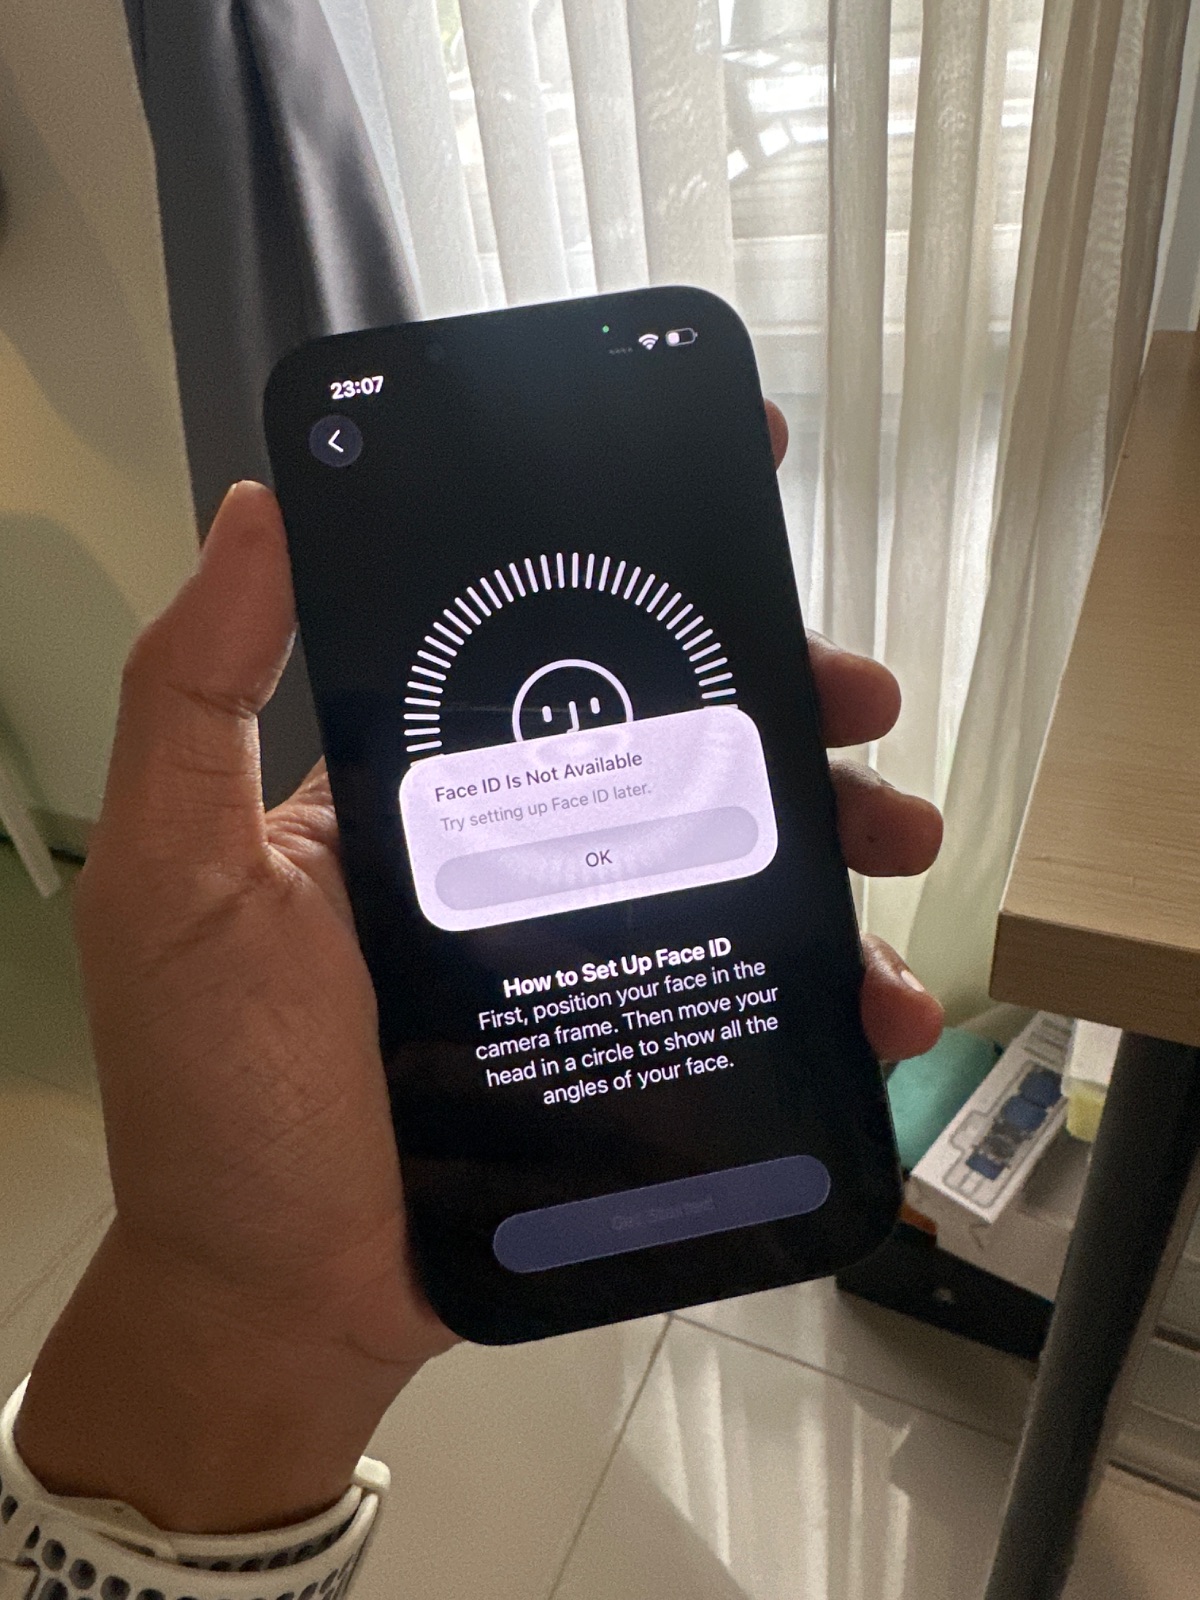 23:07
Face ID Is Not Available
Try setting up Face ID later.
OK
How to Set Up Face ID
First, position your face in the
camera frame. Then move your
head in a circle to show all the
angles of your face.
Get Started